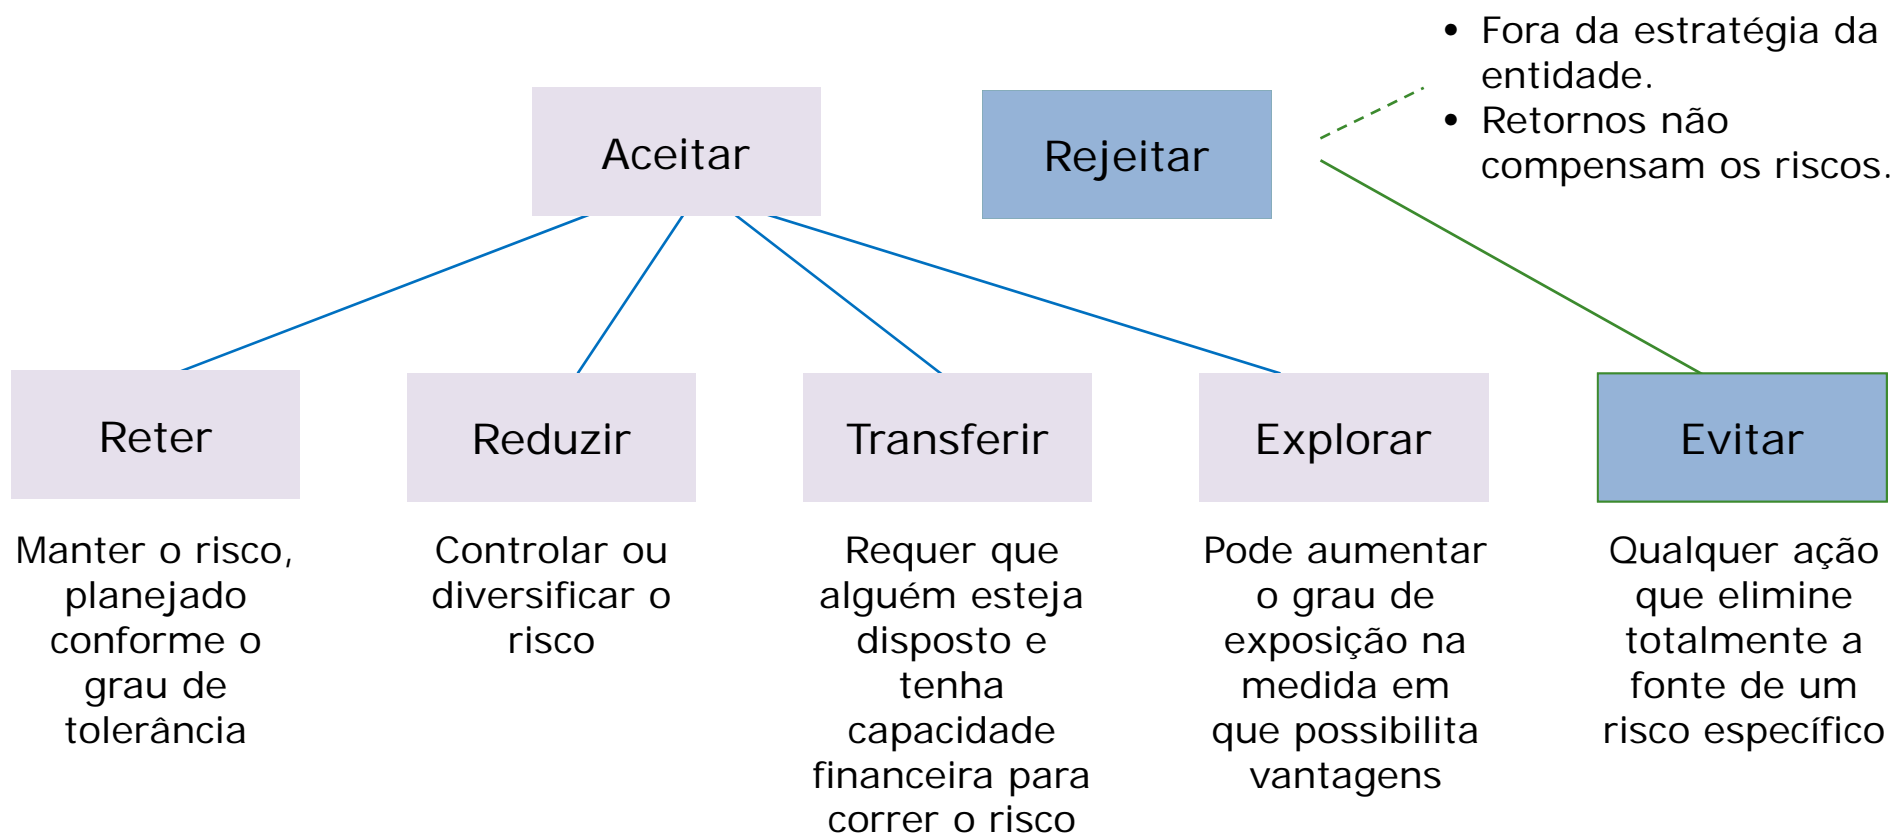 • Fora da estratégia da
entidade.
• Retornos não
compensam os riscos.
Aceitar
Rejeitar
Reter
Manter o risco,
planejado
conforme o
grau de
tolerância
Reduzir
Controlar ou
diversificar o
risco
Transferir
Requer que
alguém esteja
disposto e
tenha
capacidade
financeira para
correr o risco
Explorar
Pode aumentar
o grau de
exposição na
medida em
que possibilita
vantagens
Evitar
Qualquer ação
que elimine
totalmente a
fonte de um
risco específico